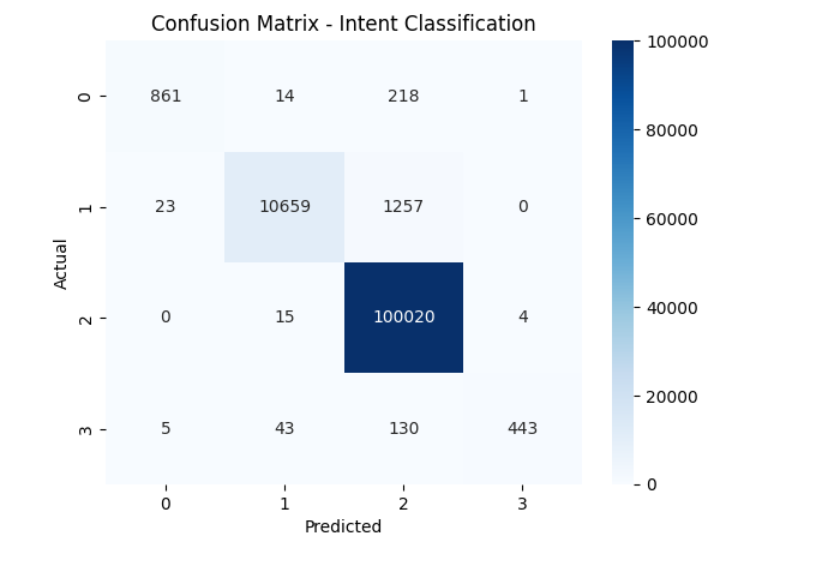 Confusion Matrix - Intent Classification
0 861 14 218 1
1 23 10659 1257 0
2 0 15 100020 4
3 5 43 130 443
0 1 2 3
Predicted
Actual
100000
80000
60000
40000
20000
0